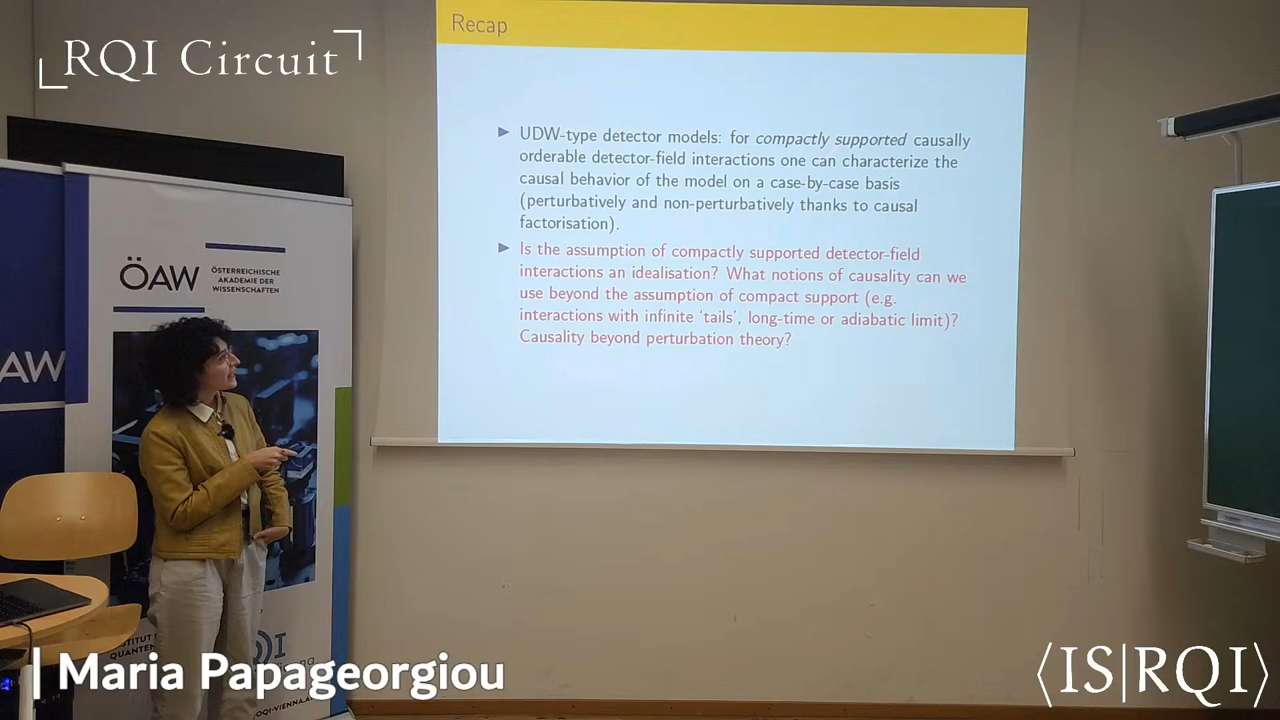 RQI Circuit
Recap
▶ UDW-type detector models: for compactly supported causally
orderable detector-field interactions one can characterize the
causal behavior of the model on a case-by-case basis
(perturbatively and non-perturbatively thanks to causal
factorisation).
▶ Is the assumption of compactly supported detector-field
interactions an idealisation? What notions of causality can we
use beyond the assumption of compact support (e.g.
interactions with infinite 'tails', long-time or adiabatic limit)?
Causality beyond perturbation theory?
ÖAW
ÖSTERREICHISCHE
AKADEMIE DER
WISSENSCHAFTEN
AW
Maria Papageorgiou
⟨IS|RQI⟩